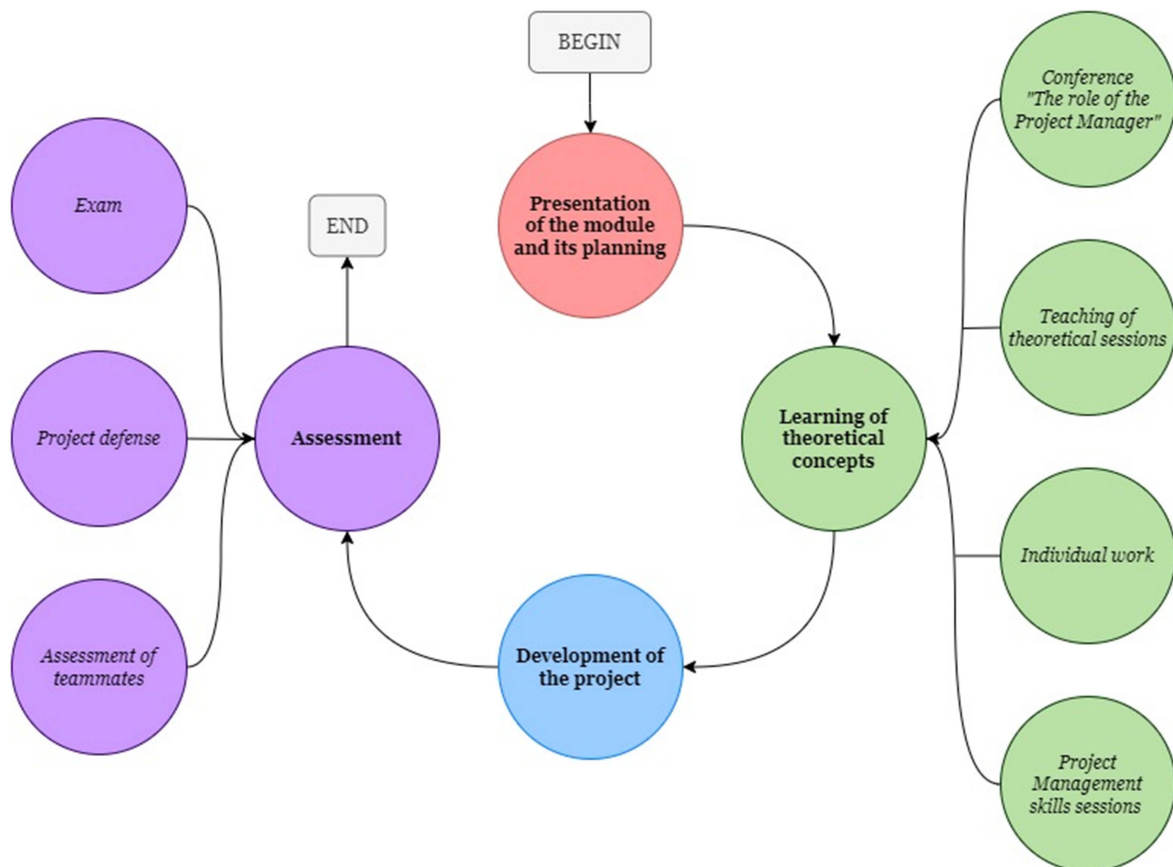 BEGIN
Conference
"The role of the
Project Manager"
Exam
END
Presentation
of the module
and its planning
Teaching of
theoretical sessions
Project defense
Assessment
Learning of
theoretical
concepts
Individual work
Assessment of
teammates
Development of
the project
Project
Management
skills sessions